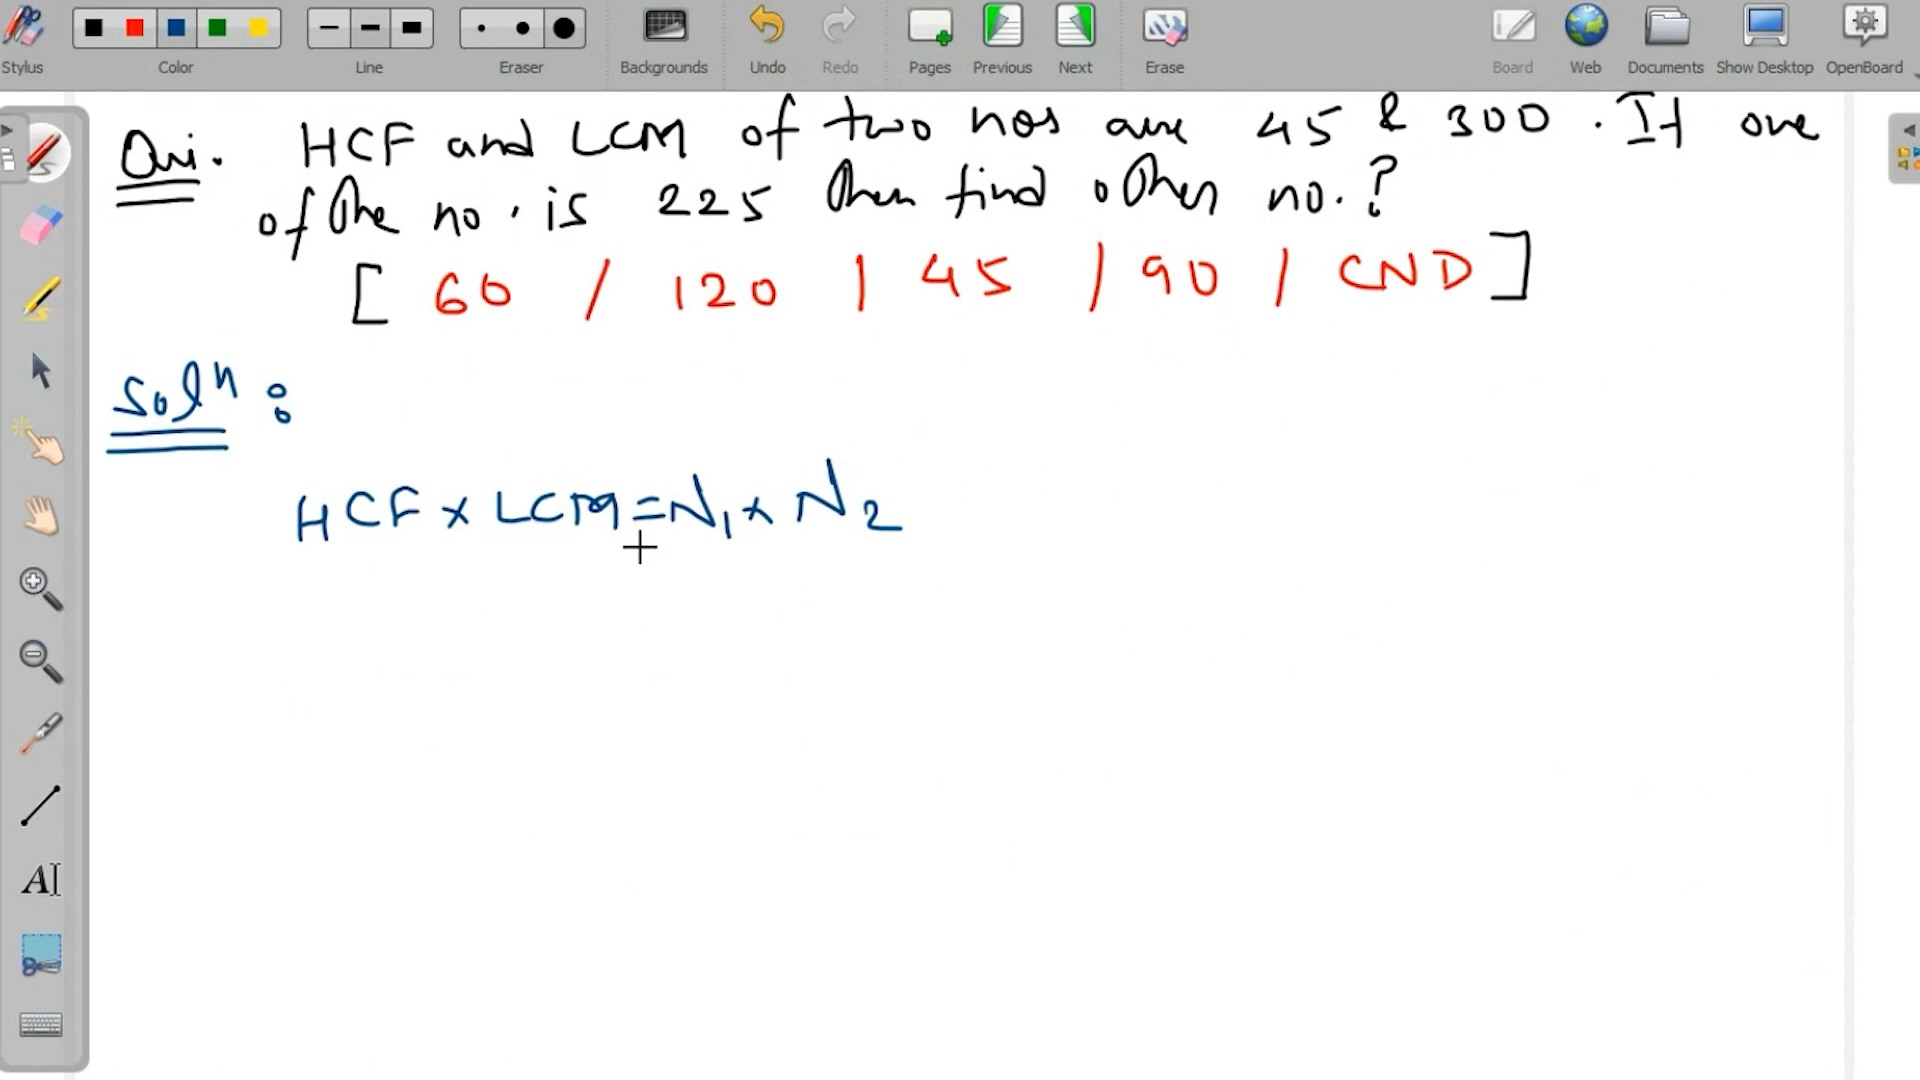 Stylus
Color
Line
Eraser
Backgrounds
Undo
Redo
Pages
Previous
Next
Erase
Board
Web
Documents
Show Desktop
OpenBoard
Qui. HCF and LCM of two nos are 45 & 300. If one
of the no. is 225 then find other no.?
[ 60 / 120 / 45 / 90 / CND ]
Solⁿ :
HCF x LCM = N₁ x N₂
AI